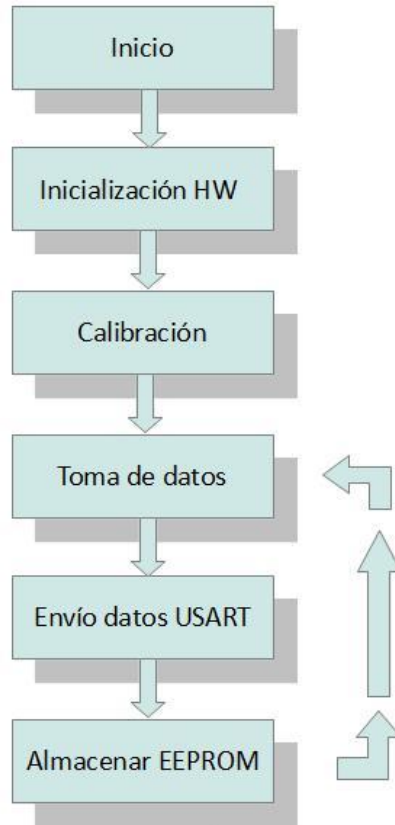 Inicio
Inicialización HW
Calibración
Toma de datos
Envío datos USART
Almacenar EEPROM